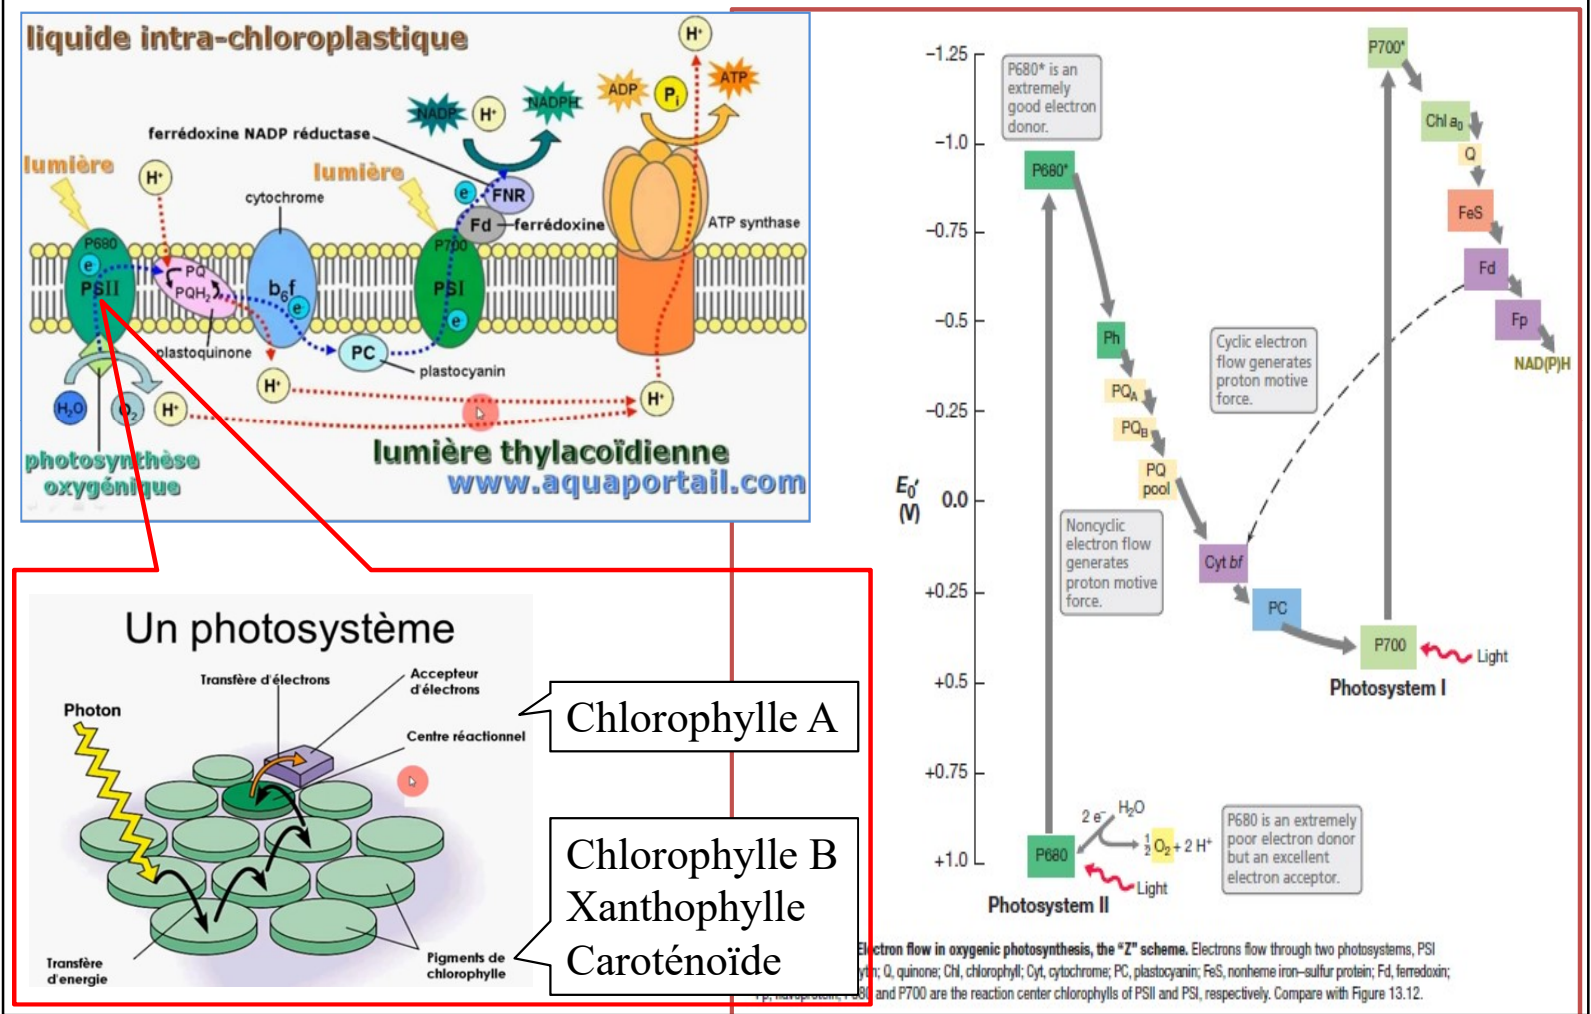 liquide intra-chloroplastique
H⁺
NADP
H⁺
NADPH
ADP
Pi
ATP
ferrédoxine NADP réductase
lumière
H⁺
lumière
cytochrome
e
FNR
Fd
ferrédoxine
ATP synthase
P680
e
PSII
PQ
PQH₂
b₆f
e
P700
PSI
e
plastoquinone
PC
plastocyanin
H₂O
O₂
H⁺
H⁺
H⁺
photosynthèse
oxygénique
lumière thylacoïdienne
www.aquaportail.com
Un photosystème
Transfère d'électrons
Accepteur
d'électrons
Photon
Centre réactionnel
Transfère
d'énergie
Pigments de
chlorophylle
Chlorophylle A
Chlorophylle B
Xanthophylle
Caroténoïde
−1.25
−1.0
−0.75
−0.5
−0.25
E₀′
(V)
0.0
+0.25
+0.5
+0.75
+1.0
P680* is an
extremely
good electron
donor.
P680*
Ph
PQA
PQB
PQ
pool
Noncyclic
electron flow
generates
proton motive
force.
Cyt bf
PC
Cyclic electron
flow generates
proton motive
force.
P700*
Chl a₀
Q
FeS
Fd
Fp
NAD(P)H
P700
Light
Photosystem I
2 e⁻
H₂O
½ O₂ + 2 H⁺
P680
Light
Photosystem II
P680 is an extremely
poor electron donor
but an excellent
electron acceptor.
Electron flow in oxygenic photosynthesis, the “Z” scheme. Electrons flow through two photosystems, PSI
Q, quinone; Chl, chlorophyll; Cyt, cytochrome; PC, plastocyanin; FeS, nonheme iron–sulfur protein; Fd, ferredoxin;
and P700 are the reaction center chlorophylls of PSII and PSI, respectively. Compare with Figure 13.12.